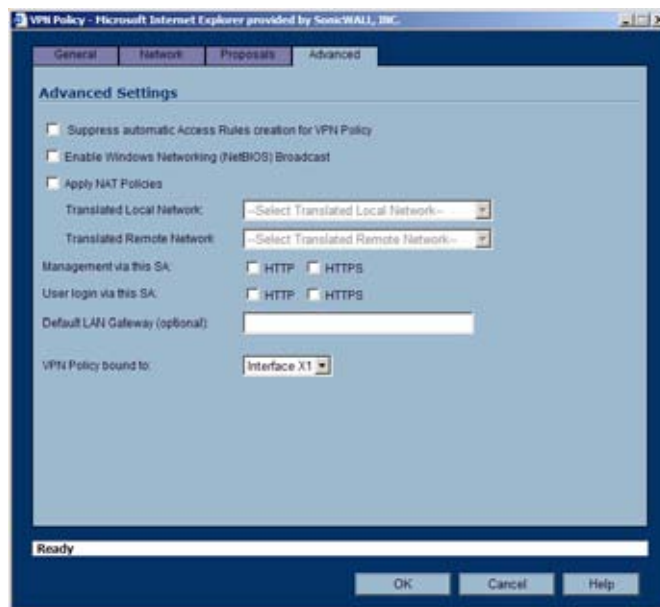 VPN Policy - Microsoft Internet Explorer provided by SonicWALL, INC.
General Network Proposals Advanced
Advanced Settings
Suppress automatic Access Rules creation for VPN Policy
Enable Windows Networking (NetBIOS) Broadcast
Apply NAT Policies
Translated Local Network: --Select Translated Local Network--
Translated Remote Network --Select Translated Remote Network--
Management via this SA: HTTP HTTPS
User login via this SA: HTTP HTTPS
Default LAN Gateway (optional):
VPN Policy bound to: Interface X1
Ready
OK Cancel Help